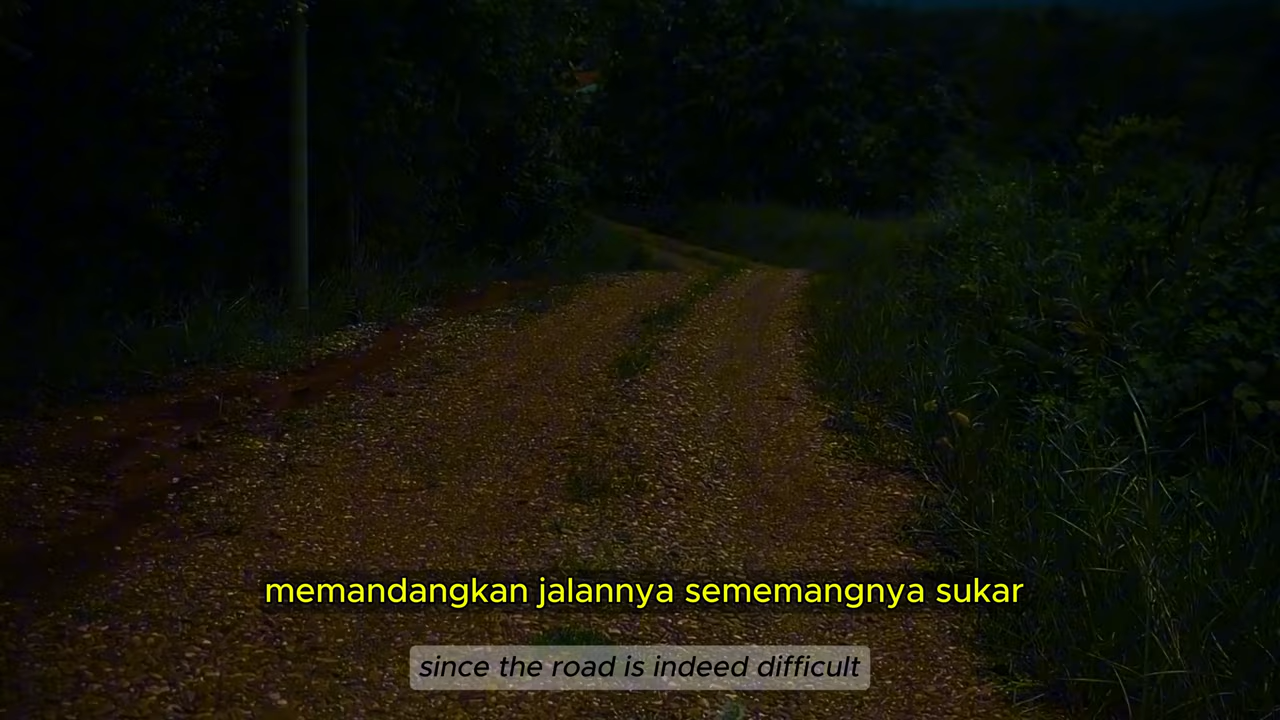 memandangkan jalannya sememangnya sukar
since the road is indeed difficult